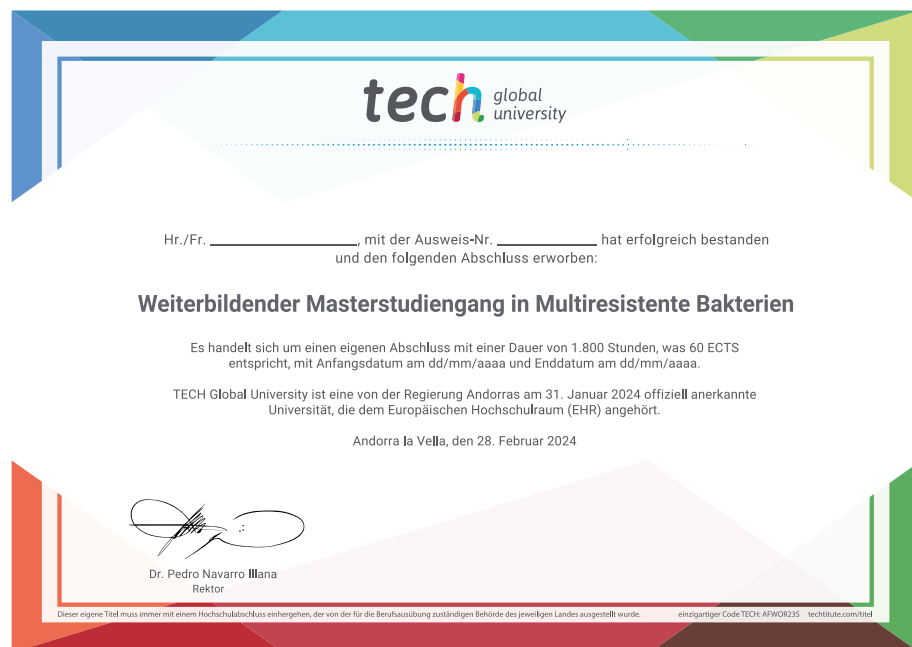 tech global university
Hr./Fr. ____________________, mit der Ausweis-Nr. ______________ hat erfolgreich bestanden
und den folgenden Abschluss erworben:
Weiterbildender Masterstudiengang in Multiresistente Bakterien
Es handelt sich um einen eigenen Abschluss mit einer Dauer von 1.800 Stunden, was 60 ECTS
entspricht, mit Anfangsdatum am dd/mm/aaaa und Enddatum am dd/mm/aaaa.
TECH Global University ist eine von der Regierung Andorras am 31. Januar 2024 offiziell anerkannte
Universität, die dem Europäischen Hochschulraum (EHR) angehört.
Andorra la Vella, den 28. Februar 2024
Dr. Pedro Navarro Illana
Rektor
Dieser eigene Titel muss immer mit einem Hochschulabschluss einhergehen, der von der für die Berufsausübung zuständigen Behörde des jeweiligen Landes ausgestellt wurde. einzigartiger Code TECH: AFWOR23S techtitute.com/titel